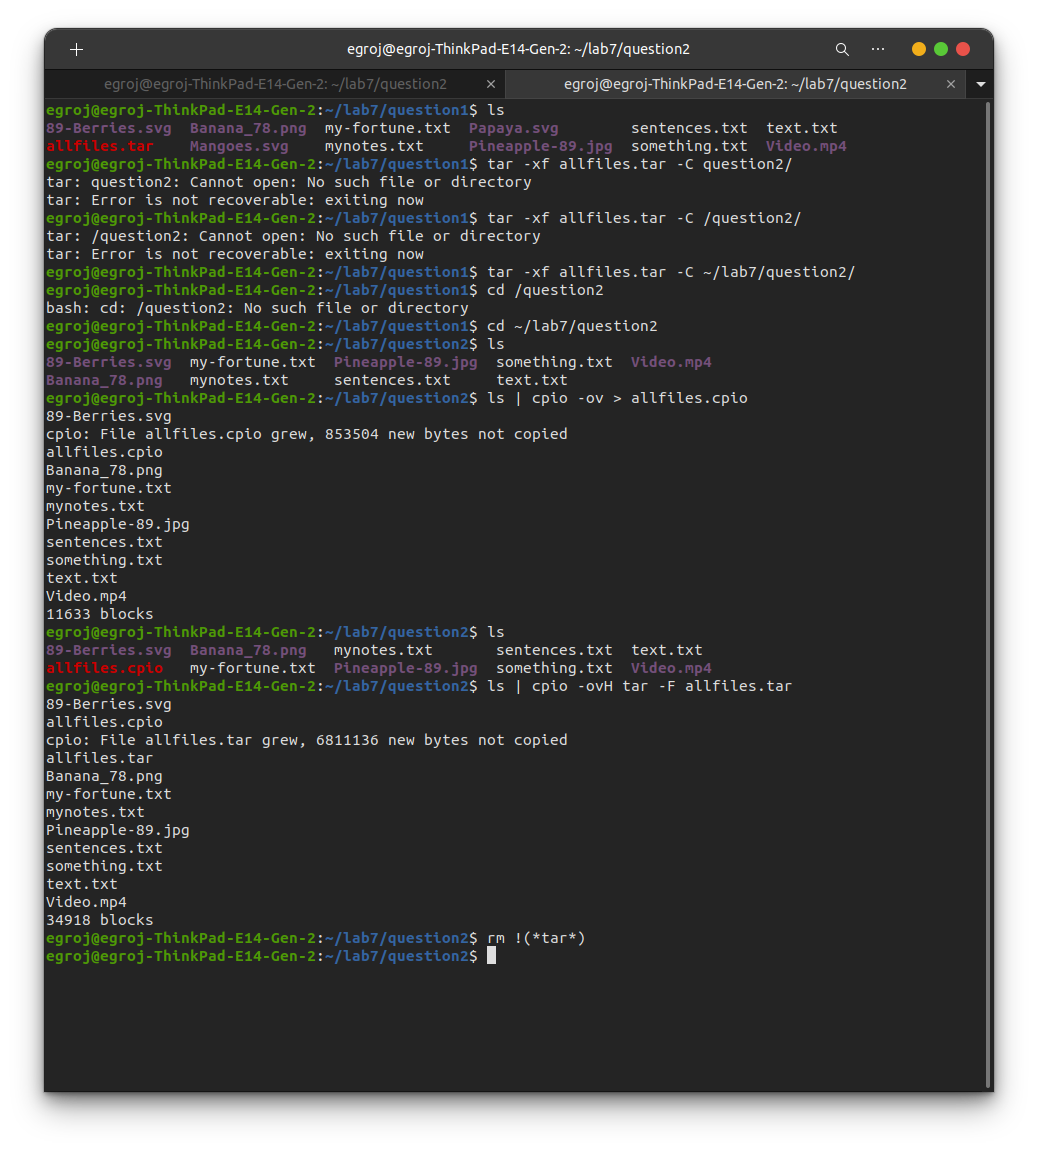 egroj@egroj-ThinkPad-E14-Gen-2: ~/lab7/question2
egroj@egroj-ThinkPad-E14-Gen-2: ~/lab7/question2 × egroj@egroj-ThinkPad-E14-Gen-2: ~/lab7/question2 ×
egroj@egroj-ThinkPad-E14-Gen-2:~/lab7/question1$ ls
89-Berries.svg  Banana_78.png  my-fortune.txt  Papaya.svg        sentences.txt  text.txt
allfiles.tar    Mangoes.svg    mynotes.txt     Pineapple-89.jpg  something.txt  Video.mp4
egroj@egroj-ThinkPad-E14-Gen-2:~/lab7/question1$ tar -xf allfiles.tar -C question2/
tar: question2: Cannot open: No such file or directory
tar: Error is not recoverable: exiting now
egroj@egroj-ThinkPad-E14-Gen-2:~/lab7/question1$ tar -xf allfiles.tar -C /question2/
tar: /question2: Cannot open: No such file or directory
tar: Error is not recoverable: exiting now
egroj@egroj-ThinkPad-E14-Gen-2:~/lab7/question1$ tar -xf allfiles.tar -C ~/lab7/question2/
egroj@egroj-ThinkPad-E14-Gen-2:~/lab7/question1$ cd /question2
bash: cd: /question2: No such file or directory
egroj@egroj-ThinkPad-E14-Gen-2:~/lab7/question1$ cd ~/lab7/question2
egroj@egroj-ThinkPad-E14-Gen-2:~/lab7/question2$ ls
89-Berries.svg  my-fortune.txt  Pineapple-89.jpg  something.txt  Video.mp4
Banana_78.png   mynotes.txt     sentences.txt     text.txt
egroj@egroj-ThinkPad-E14-Gen-2:~/lab7/question2$ ls | cpio -ov > allfiles.cpio
89-Berries.svg
cpio: File allfiles.cpio grew, 853504 new bytes not copied
allfiles.cpio
Banana_78.png
my-fortune.txt
mynotes.txt
Pineapple-89.jpg
sentences.txt
something.txt
text.txt
Video.mp4
11633 blocks
egroj@egroj-ThinkPad-E14-Gen-2:~/lab7/question2$ ls
89-Berries.svg  Banana_78.png   mynotes.txt       sentences.txt  text.txt
allfiles.cpio   my-fortune.txt  Pineapple-89.jpg  something.txt  Video.mp4
egroj@egroj-ThinkPad-E14-Gen-2:~/lab7/question2$ ls | cpio -ovH tar -F allfiles.tar
89-Berries.svg
allfiles.cpio
cpio: File allfiles.tar grew, 6811136 new bytes not copied
allfiles.tar
Banana_78.png
my-fortune.txt
mynotes.txt
Pineapple-89.jpg
sentences.txt
something.txt
text.txt
Video.mp4
34918 blocks
egroj@egroj-ThinkPad-E14-Gen-2:~/lab7/question2$ rm !(*tar*)
egroj@egroj-ThinkPad-E14-Gen-2:~/lab7/question2$